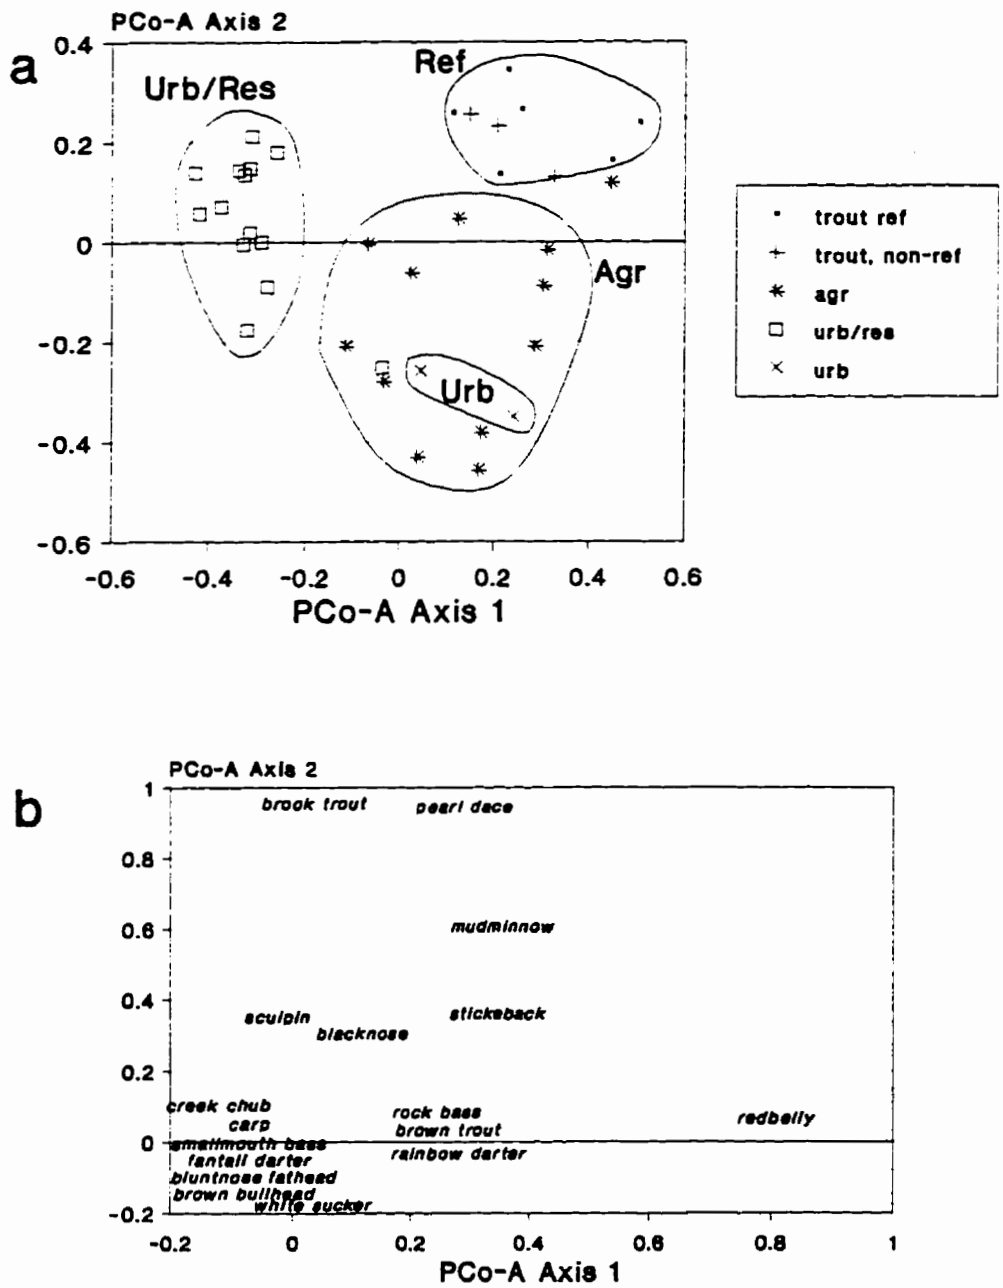 PCo-A Axis 2
a
0.4
0.2
0
-0.2
-0.4
-0.6
Urb/Res
Ref
Agr
Urb
-0.6
-0.4
-0.2
0
0.2
0.4
0.6
PCo-A Axis 1
trout ref
trout, non-ref
agr
urb/res
urb
b
PCo-A Axis 2
1
0.8
0.6
0.4
0.2
0
-0.2
brook trout
pearl dace
mudminnow
sculpin
stickeback
blacknose
creek chub
rock bass
redbelly
carp
brown trout
smallmouth bass
rainbow darter
fantail darter
bluntnose fathead
brown bullhead
white sucker
-0.2
0
0.2
0.4
0.6
0.8
1
PCo-A Axis 1